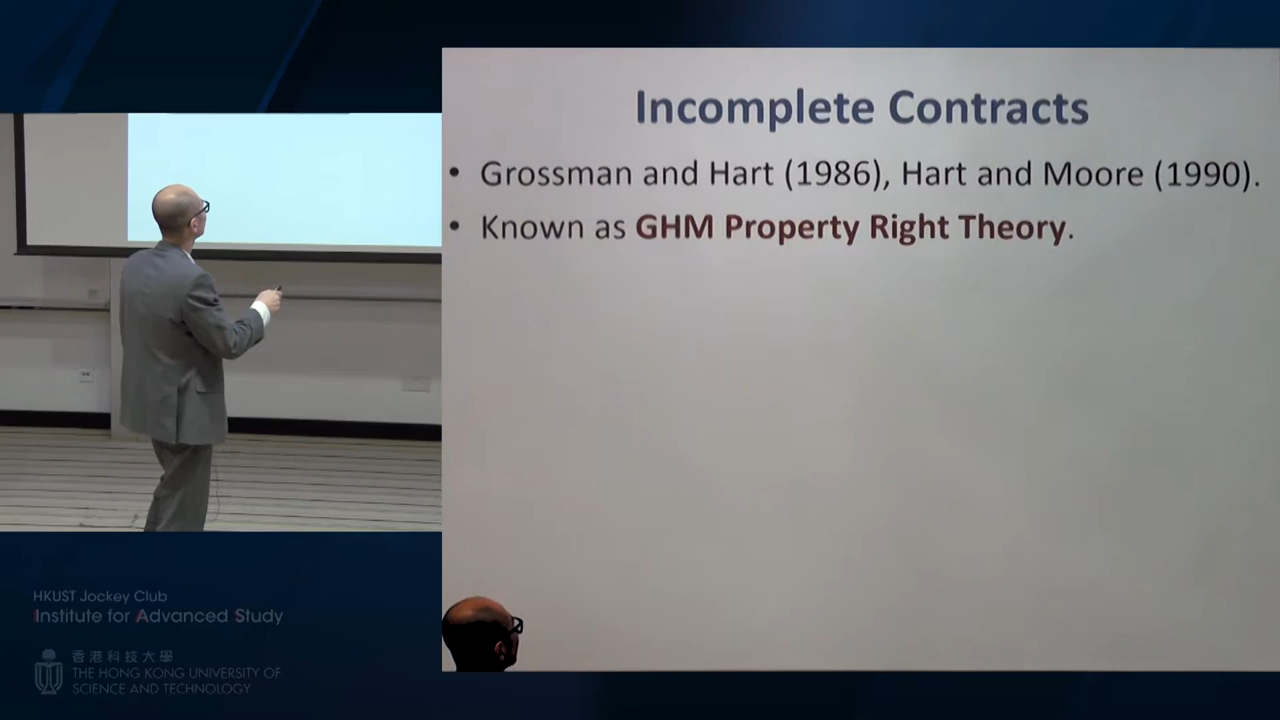 Incomplete Contracts
• Grossman and Hart (1986), Hart and Moore (1990).
• Known as GHM Property Right Theory.
HKUST Jockey Club
Institute for Advanced Study
香港科技大學
THE HONG KONG UNIVERSITY OF
SCIENCE AND TECHNOLOGY